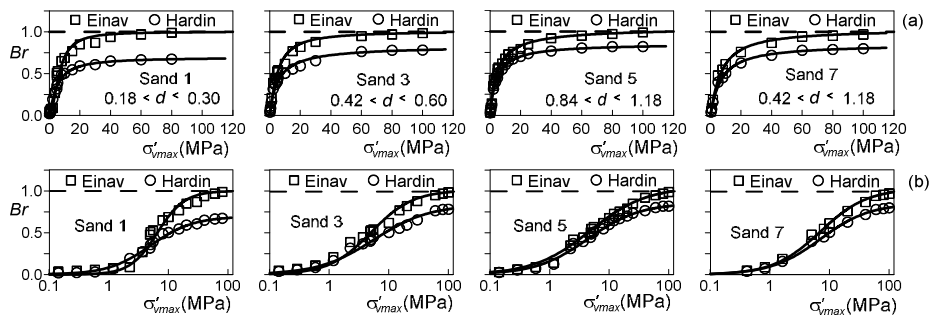 Einav Hardin Einav Hardin Einav Hardin Einav Hardin (a)
1.0
Br
0.5
Sand 1 Sand 3 Sand 5 Sand 7
0.18 < d < 0.30 0.42 < d < 0.60 0.84 < d < 1.18 0.42 < d < 1.18
0.0
0 20 40 60 80 100 120 0 20 40 60 80 100 120 0 20 40 60 80 100 120 0 20 40 60 80 100 120
σ′vmax(MPa) σ′vmax(MPa) σ′vmax(MPa) σ′vmax(MPa)
Einav Hardin Einav Hardin Einav Hardin Einav Hardin (b)
1.0
Br
Sand 1 Sand 3 Sand 5 Sand 7
0.5
0.0
0.1 1 10 100 0.1 1 10 100 0.1 1 10 100 0.1 1 10 100
σ′vmax(MPa) σ′vmax(MPa) σ′vmax(MPa) σ′vmax(MPa)